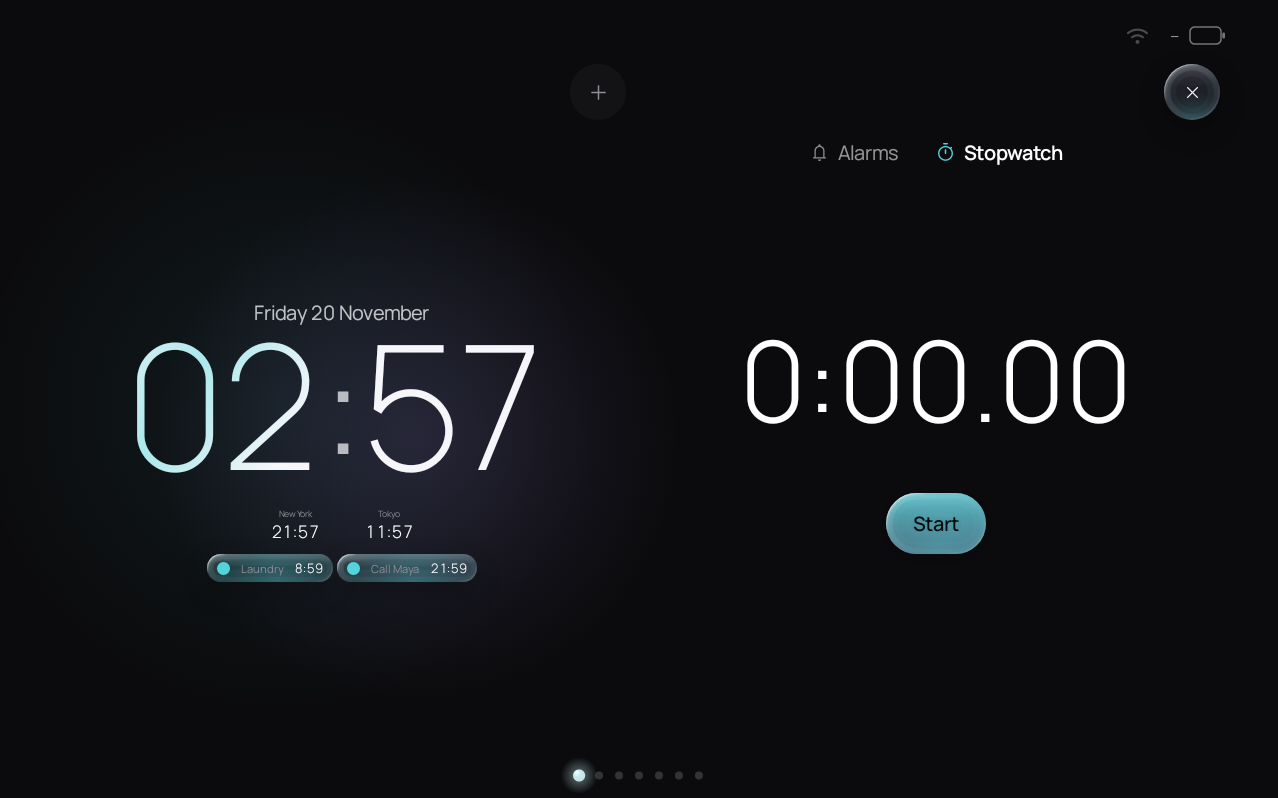 –
Alarms
Stopwatch
Friday 20 November
02:57
0:00.00
New York
Tokyo
21:57
11:57
Start
Laundry 8:59
Call Maya 21:59